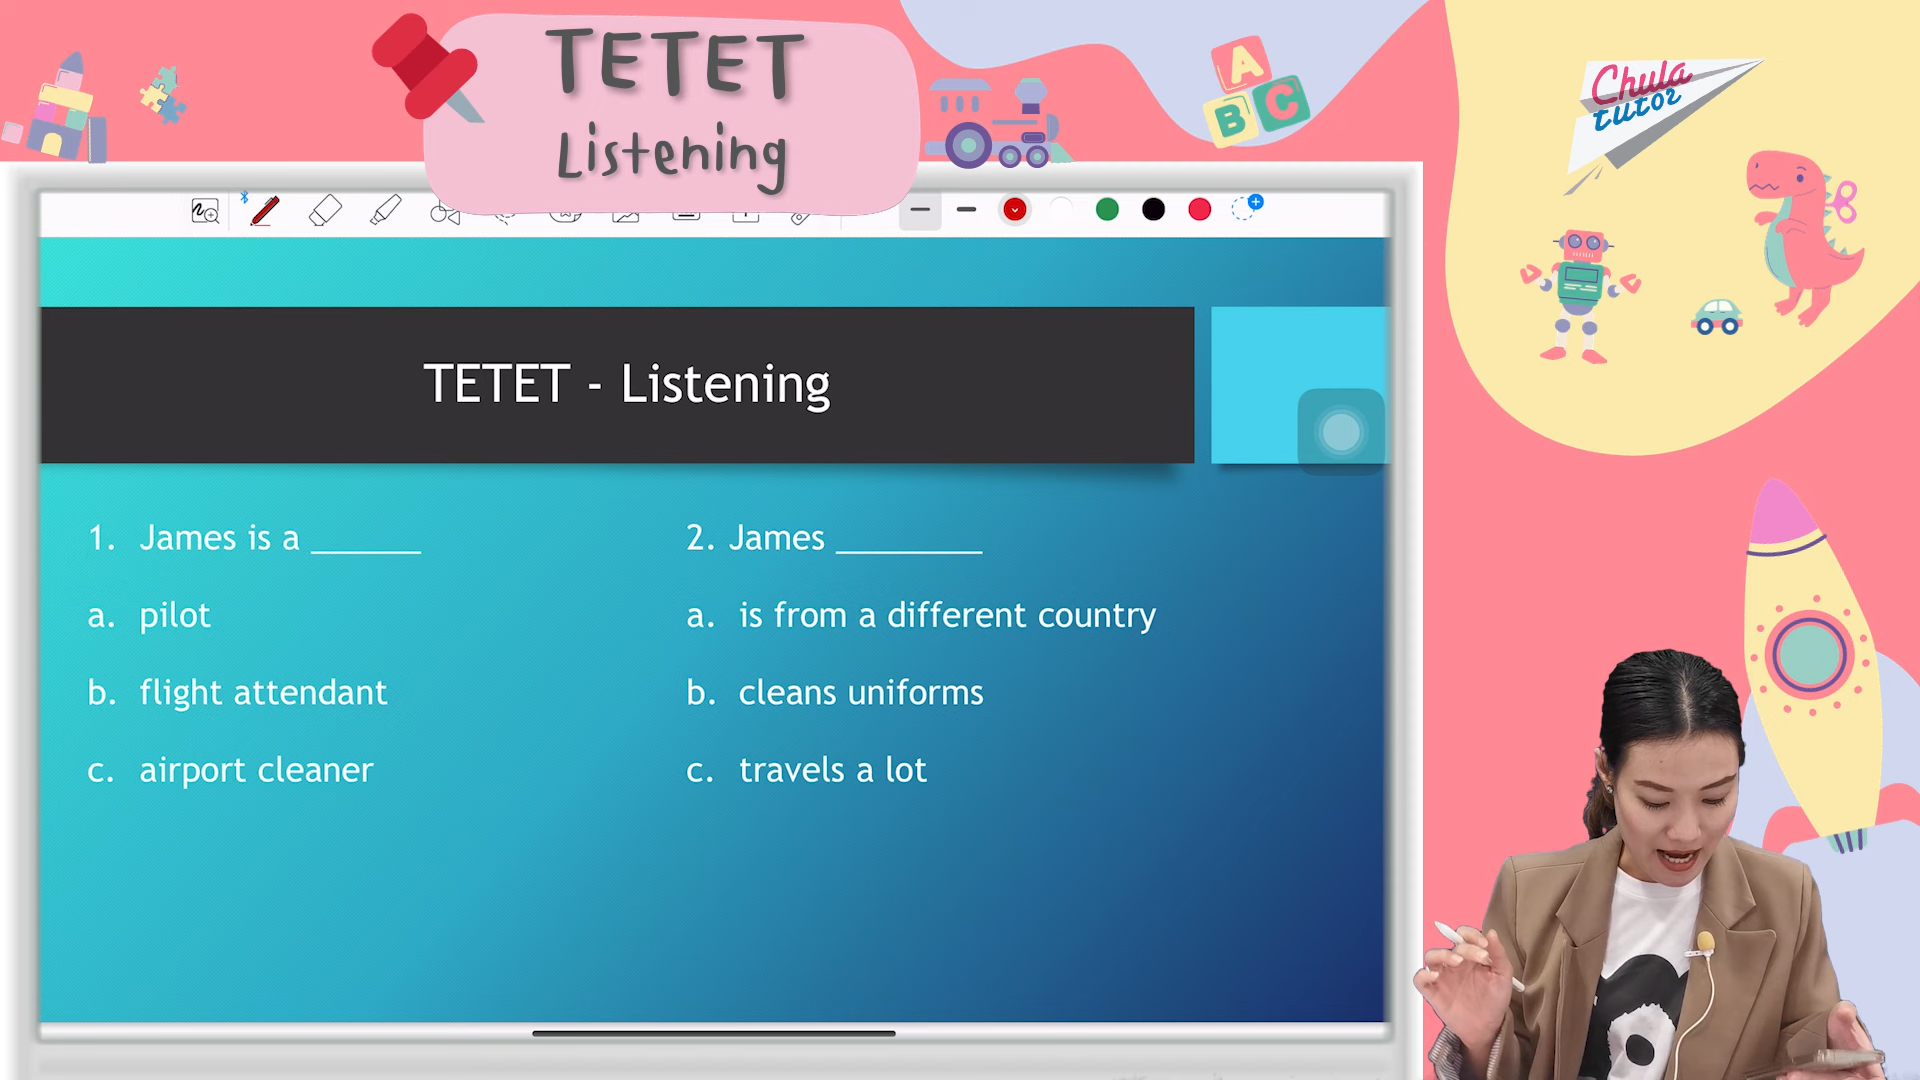 TETET
Listening
A
B C
Chula
tutor
TETET - Listening
1. James is a ______
a. pilot
b. flight attendant
c. airport cleaner
2. James ________
a. is from a different country
b. cleans uniforms
c. travels a lot